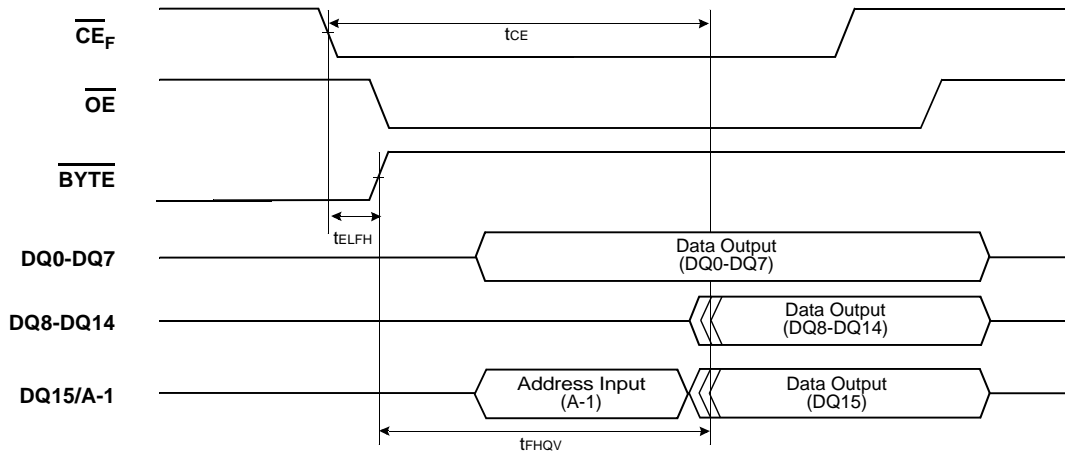 CE_F
tCE
OE
BYTE
tELFH
DQ0-DQ7
Data Output
(DQ0-DQ7)
DQ8-DQ14
Data Output
(DQ8-DQ14)
DQ15/A-1
Address Input
(A-1)
Data Output
(DQ15)
tFHQV